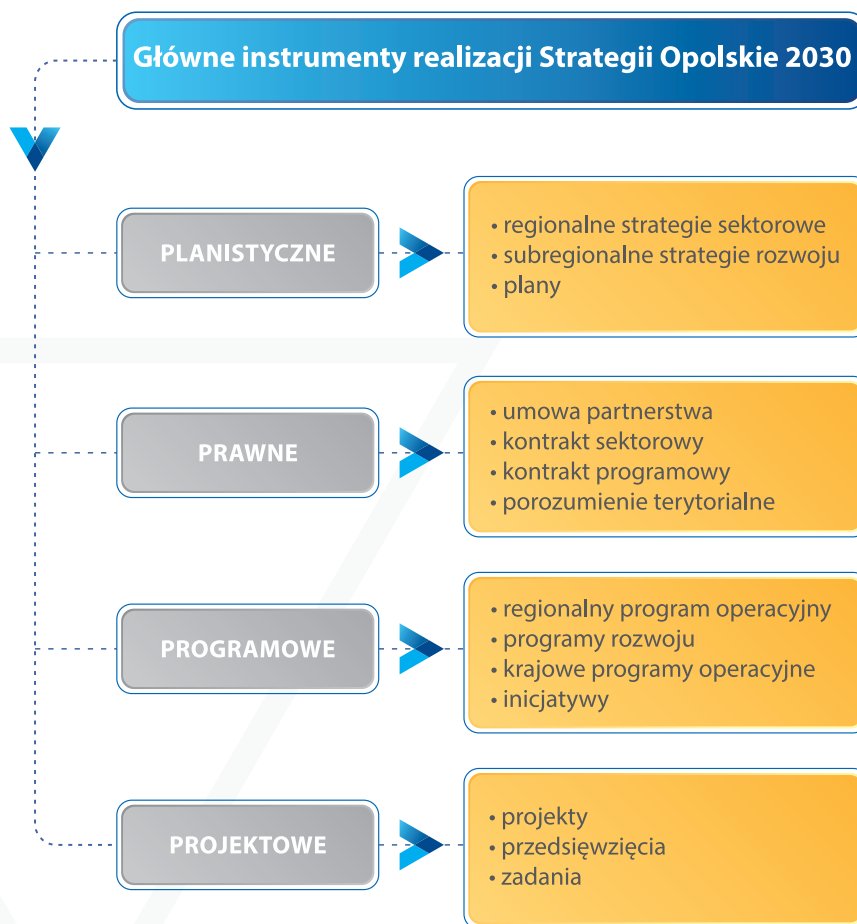 Główne instrumenty realizacji Strategii Opolskie 2030
PLANISTYCZNE
• regionalne strategie sektorowe
• subregionalne strategie rozwoju
• plany
PRAWNE
• umowa partnerstwa
• kontrakt sektorowy
• kontrakt programowy
• porozumienie terytorialne
PROGRAMOWE
• regionalny program operacyjny
• programy rozwoju
• krajowe programy operacyjne
• inicjatywy
PROJEKTOWE
• projekty
• przedsięwzięcia
• zadania